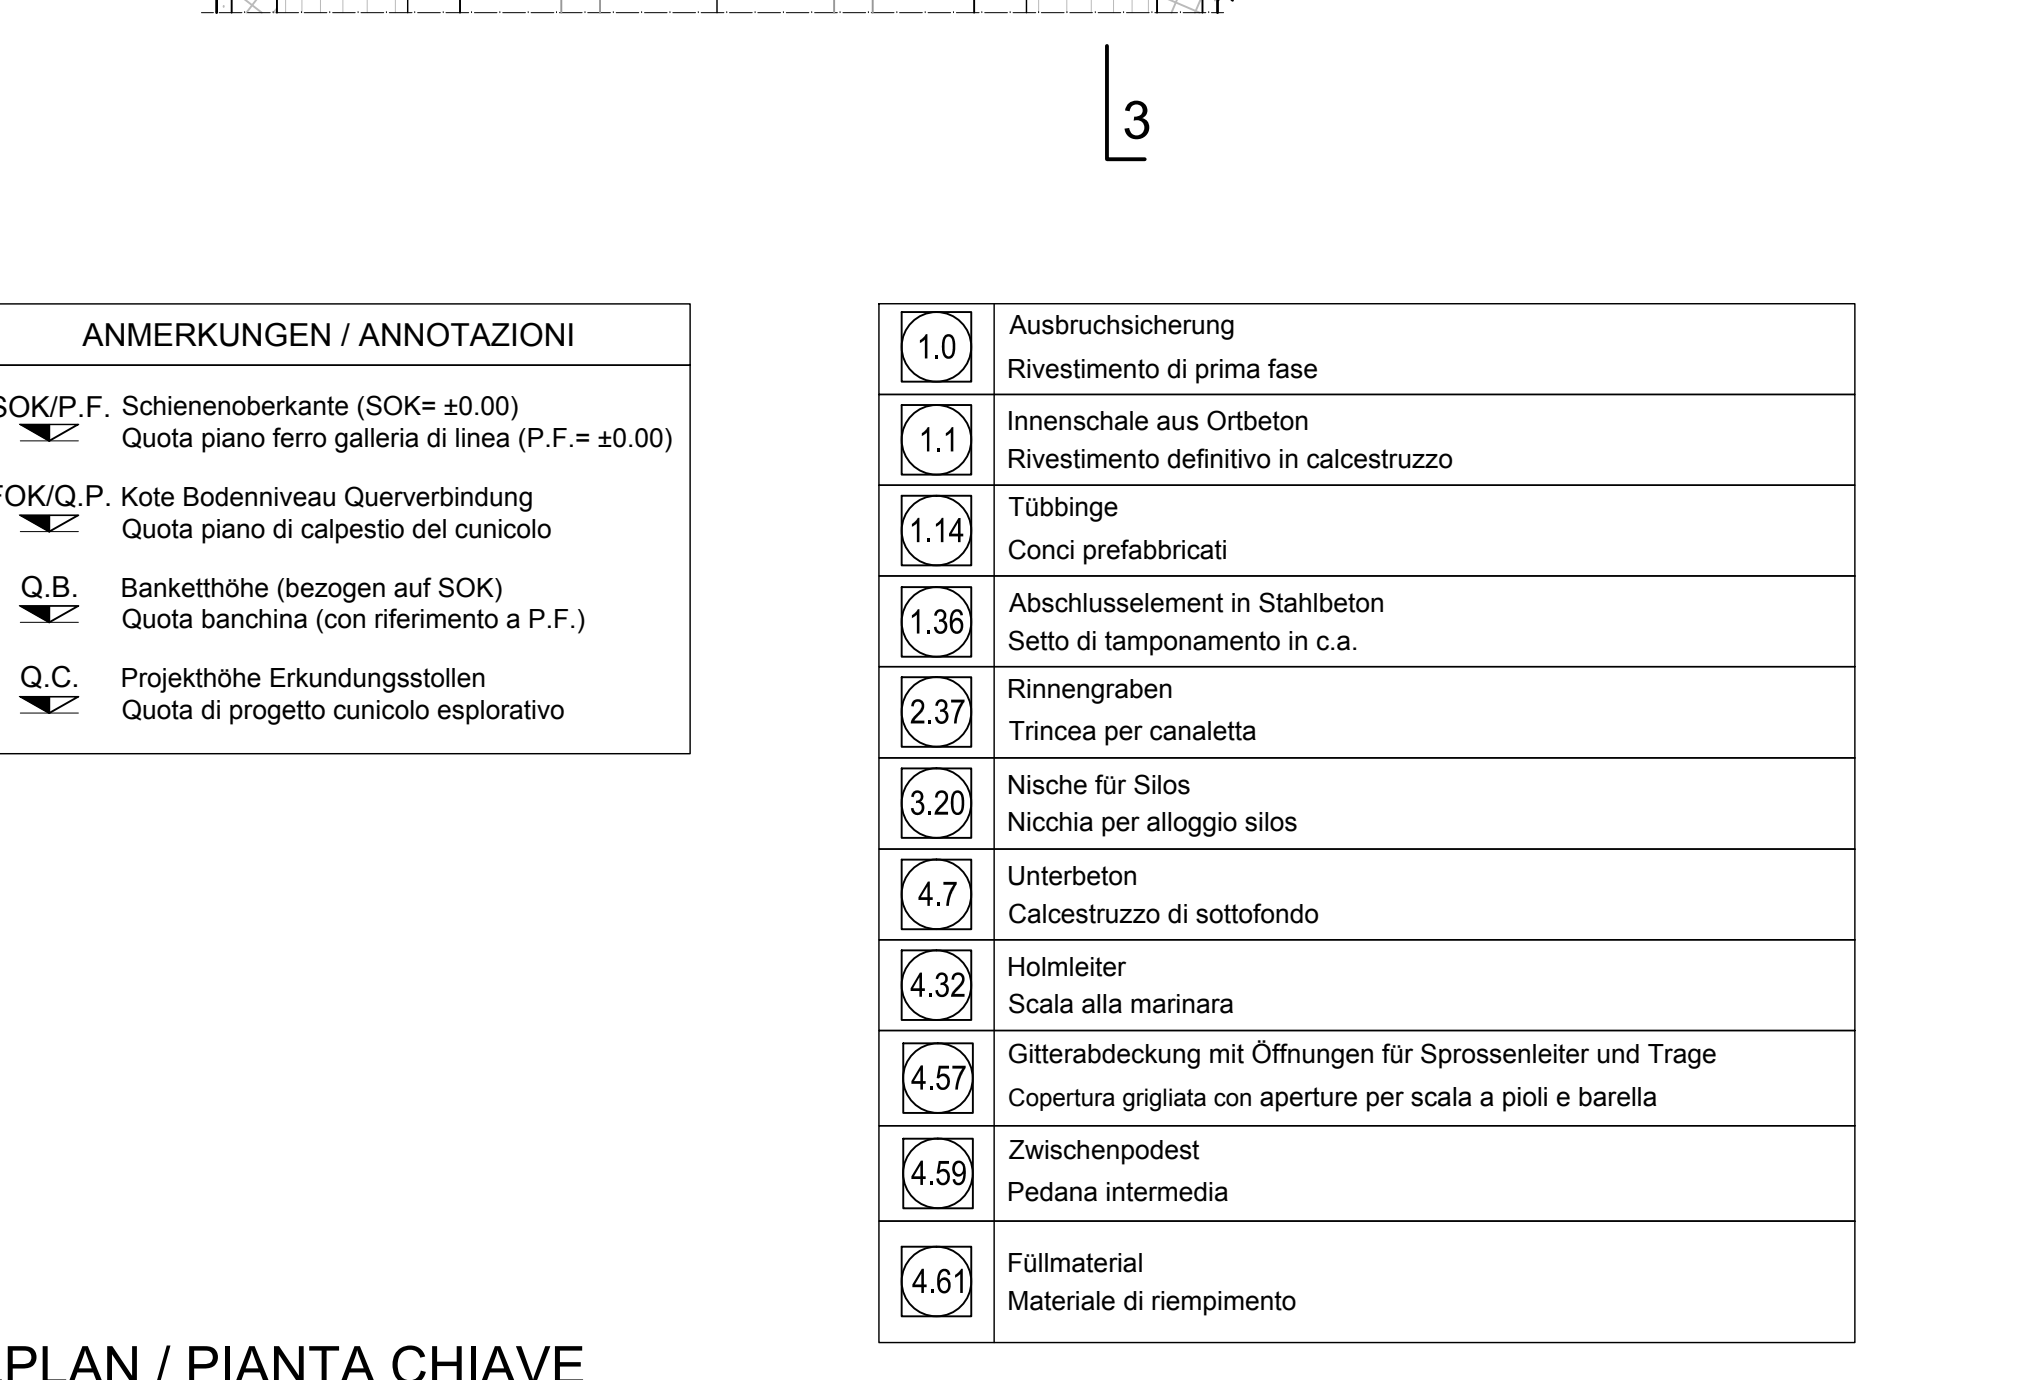 3
ANMERKUNGEN / ANNOTAZIONI
SOK/P.F. Schienenoberkante (SOK= ±0.00)
Quota piano ferro galleria di linea (P.F.= ±0.00)
FOK/Q.P. Kote Bodenniveau Querverbindung
Quota piano di calpestio del cunicolo
Q.B. Banketthöhe (bezogen auf SOK)
Quota banchina (con riferimento a P.F.)
Q.C. Projekthöhe Erkundungsstollen
Quota di progetto cunicolo esplorativo
1.0 Ausbruchsicherung
Rivestimento di prima fase
1.1 Innenschale aus Ortbeton
Rivestimento definitivo in calcestruzzo
1.14 Tübbinge
Conci prefabbricati
1.36 Abschlusselement in Stahlbeton
Setto di tamponamento in c.a.
2.37 Rinnengraben
Trincea per canaletta
3.20 Nische für Silos
Nicchia per alloggio silos
4.7 Unterbeton
Calcestruzzo di sottofondo
4.32 Holmleiter
Scala alla marinara
4.57 Gitterabdeckung mit Öffnungen für Sprossenleiter und Trage
Copertura grigliata con aperture per scala a pioli e barella
4.59 Zwischenpodest
Pedana intermedia
4.61 Füllmaterial
Materiale di riempimento
PLAN / PIANTA CHIAVE